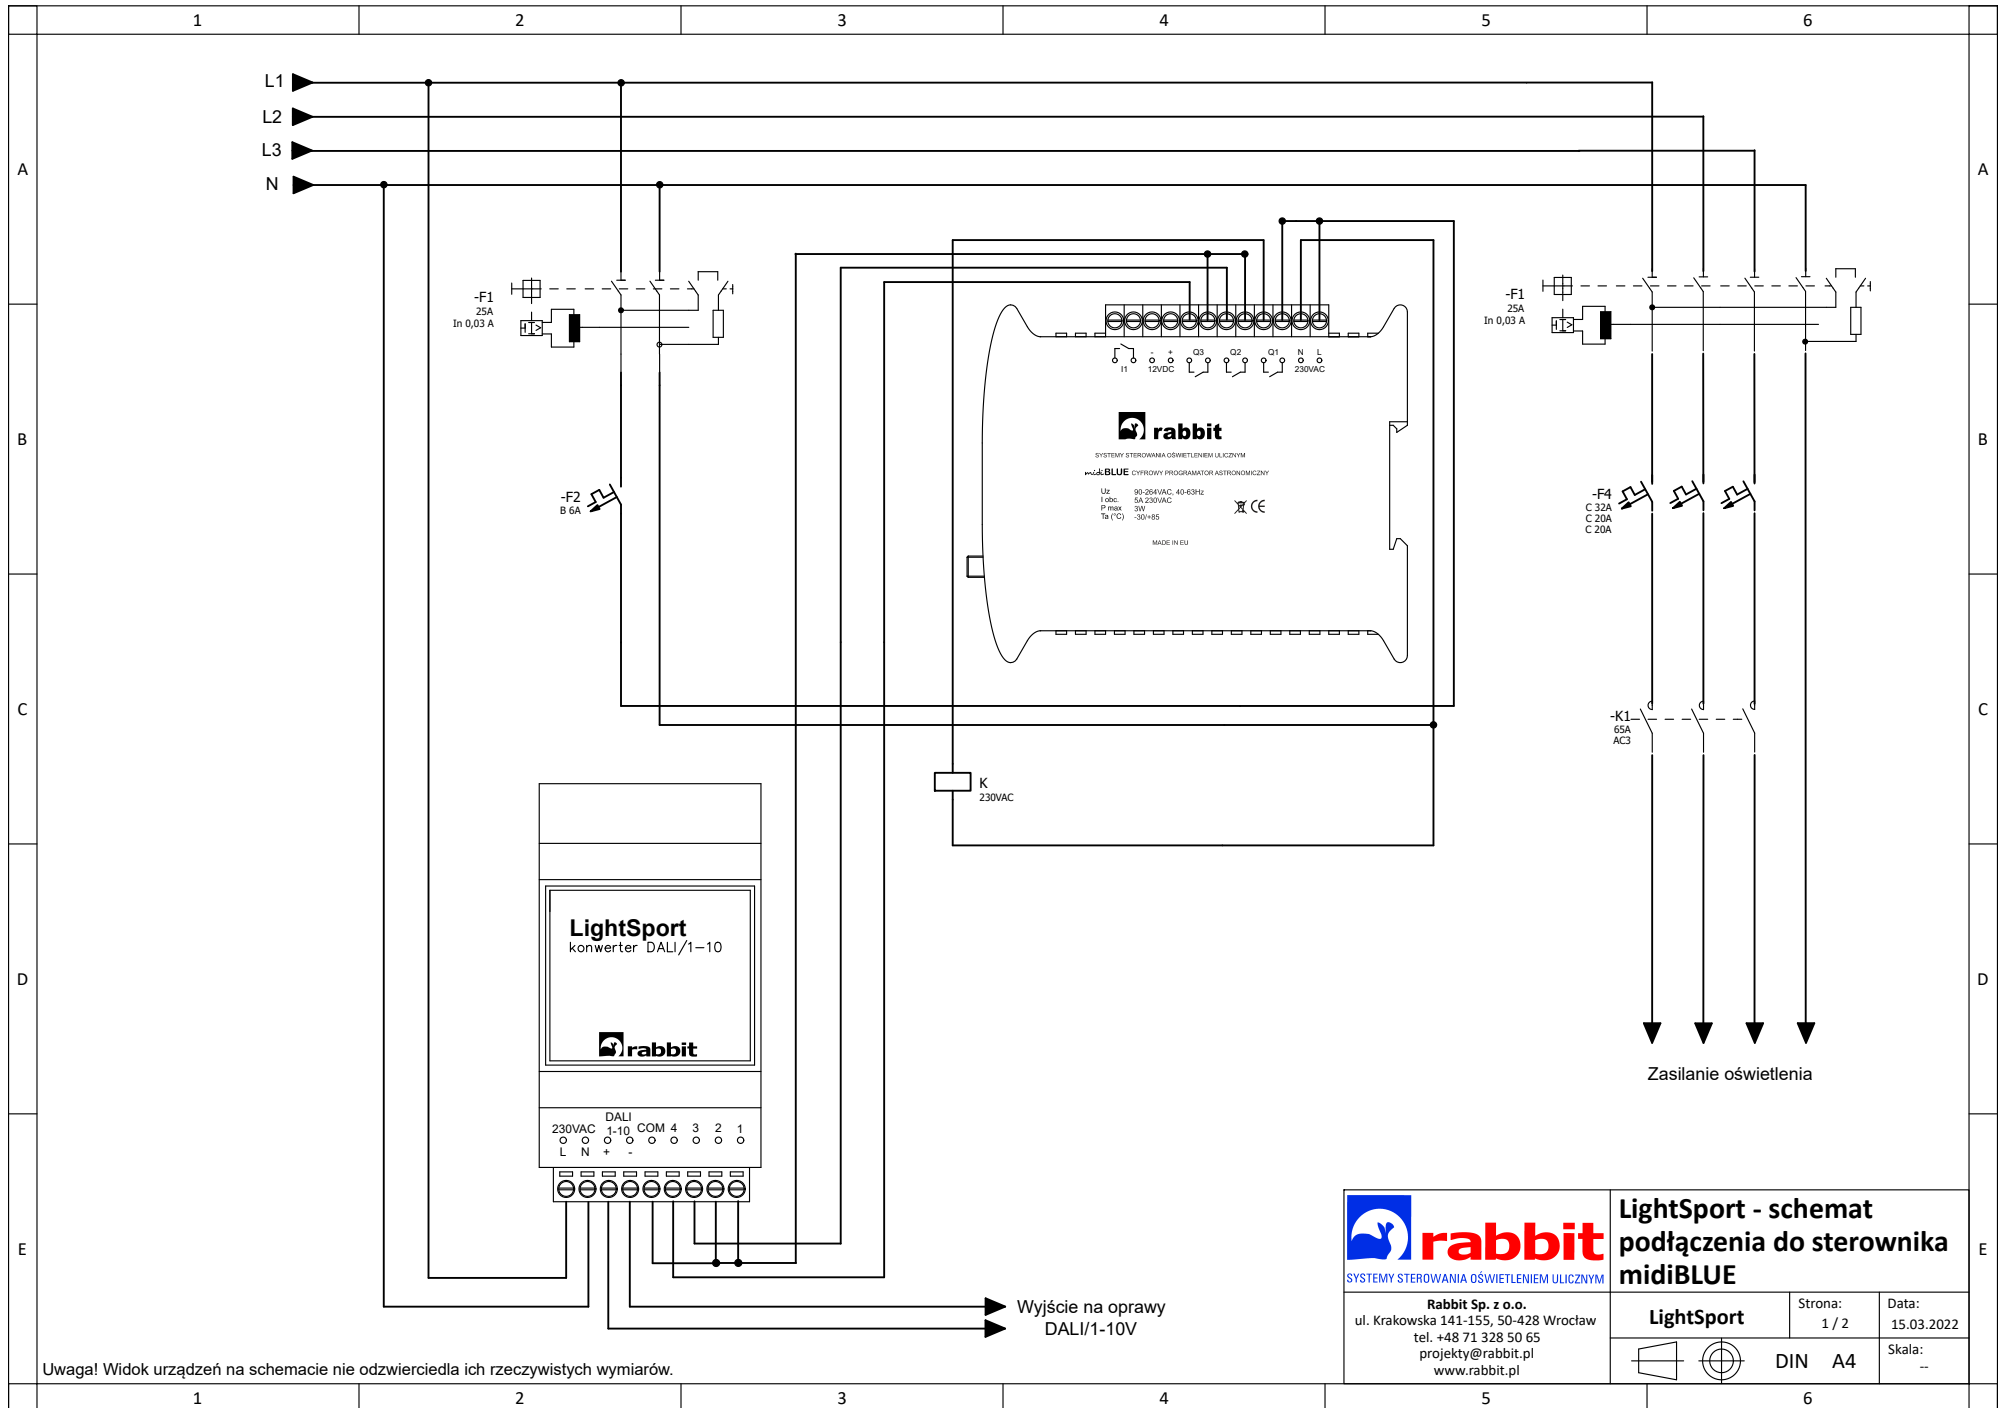 1 2 3 4 5 6
A
B
C
D
E
A
B
C
D
E
L1
L2
L3
N
-F1
25A
In 0,03 A
-F2
B 6A
I1
- +
12VDC
Q3
Q2
Q1
N L
230VAC
rabbit
SYSTEMY STEROWANIA OŚWIETLENIEM ULICZNYM
midiBLUE CYFROWY PROGRAMATOR ASTRONOMICZNY
Uz 90-264VAC, 40-63Hz
I obc. 5A 230VAC
P max 3W
Ta (°C) -30/+85
CE
MADE IN EU
-F1
25A
In 0,03 A
-F4
C 32A
C 20A
C 20A
-K1
65A
AC3
K
230VAC
Zasilanie oświetlenia
LightSport
konwerter DALI/1-10
rabbit
DALI
230VAC 1-10 COM 4 3 2 1
L N + -
Wyjście na oprawy
DALI/1-10V
Uwaga! Widok urządzeń na schemacie nie odzwierciedla ich rzeczywistych wymiarów.
rabbit
SYSTEMY STEROWANIA OŚWIETLENIEM ULICZNYM
LightSport - schemat
podłączenia do sterownika
midiBLUE
Rabbit Sp. z o.o.
ul. Krakowska 141-155, 50-428 Wrocław
tel. +48 71 328 50 65
projekty@rabbit.pl
www.rabbit.pl
LightSport
Strona:
1 / 2
Data:
15.03.2022
DIN A4
Skala:
--
1 2 3 4 5 6